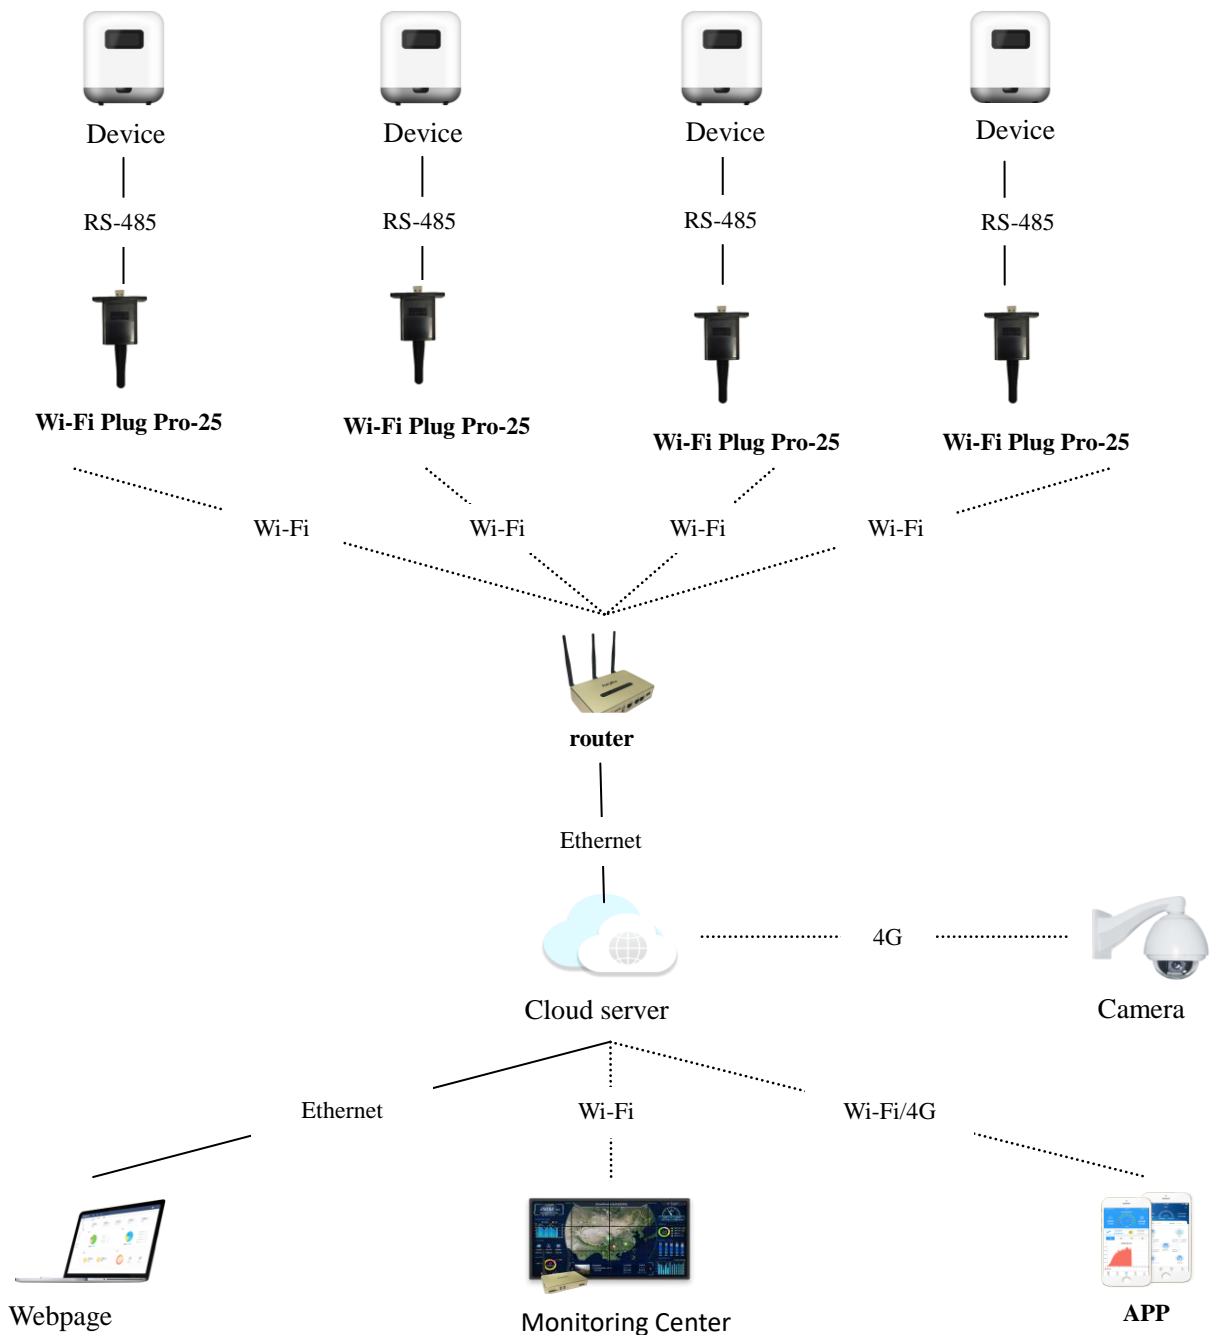 Device Device Device Device
RS-485 RS-485 RS-485 RS-485
Wi-Fi Plug Pro-25 Wi-Fi Plug Pro-25 Wi-Fi Plug Pro-25 Wi-Fi Plug Pro-25
Wi-Fi Wi-Fi Wi-Fi Wi-Fi
router
Ethernet
4G
Cloud server Camera
Ethernet Wi-Fi Wi-Fi/4G
Webpage Monitoring Center APP